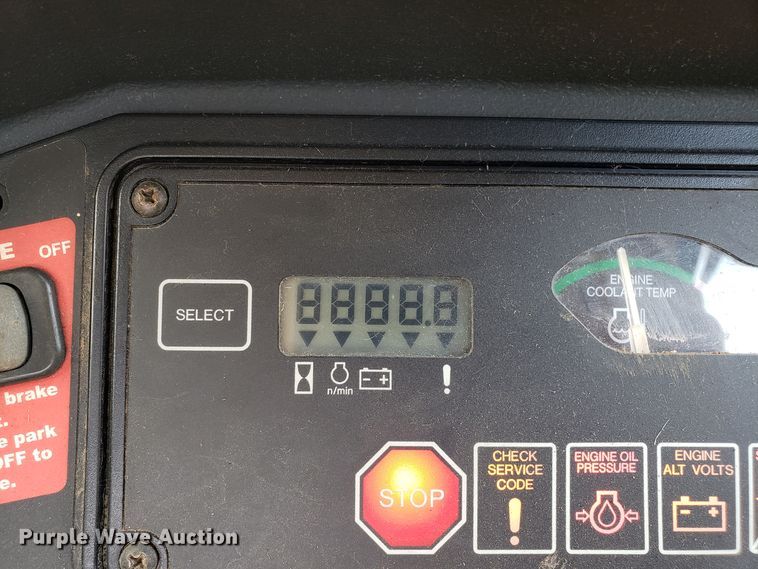 E OFF
brake
t.
e park
OFF to
e.
SELECT
8888.8
n/min
ENGINE
COOLANT TEMP
STOP
CHECK
SERVICE
CODE
ENGINE OIL
PRESSURE
ENGINE
ALT VOLTS
Purple Wave Auction